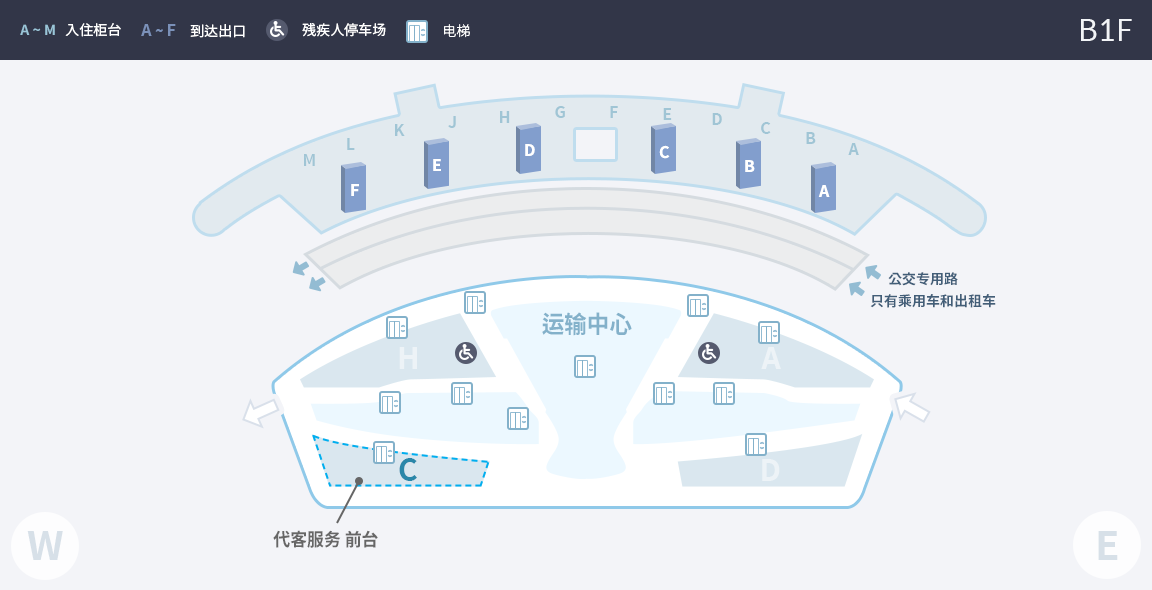 A ~ M 入住柜台 A ~ F 到达出口 残疾人停车场 电梯 B1F
M L K J H G F E D C B A
F E D C B A
公交专用路
只有乘用车和出租车
运输中心
H A
C D
代客服务 前台
W E